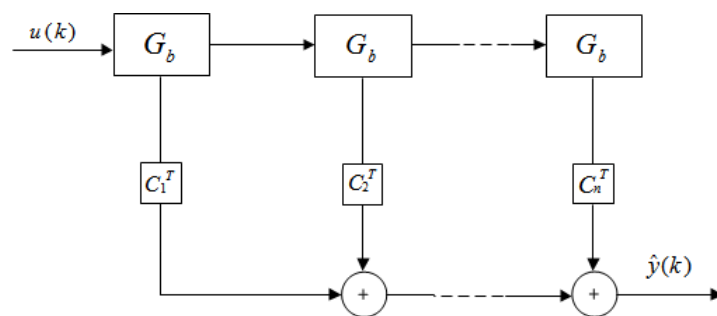 u(k)
G_b
G_b
G_b
C_1^T
C_2^T
C_n^T
+
+
ŷ(k)